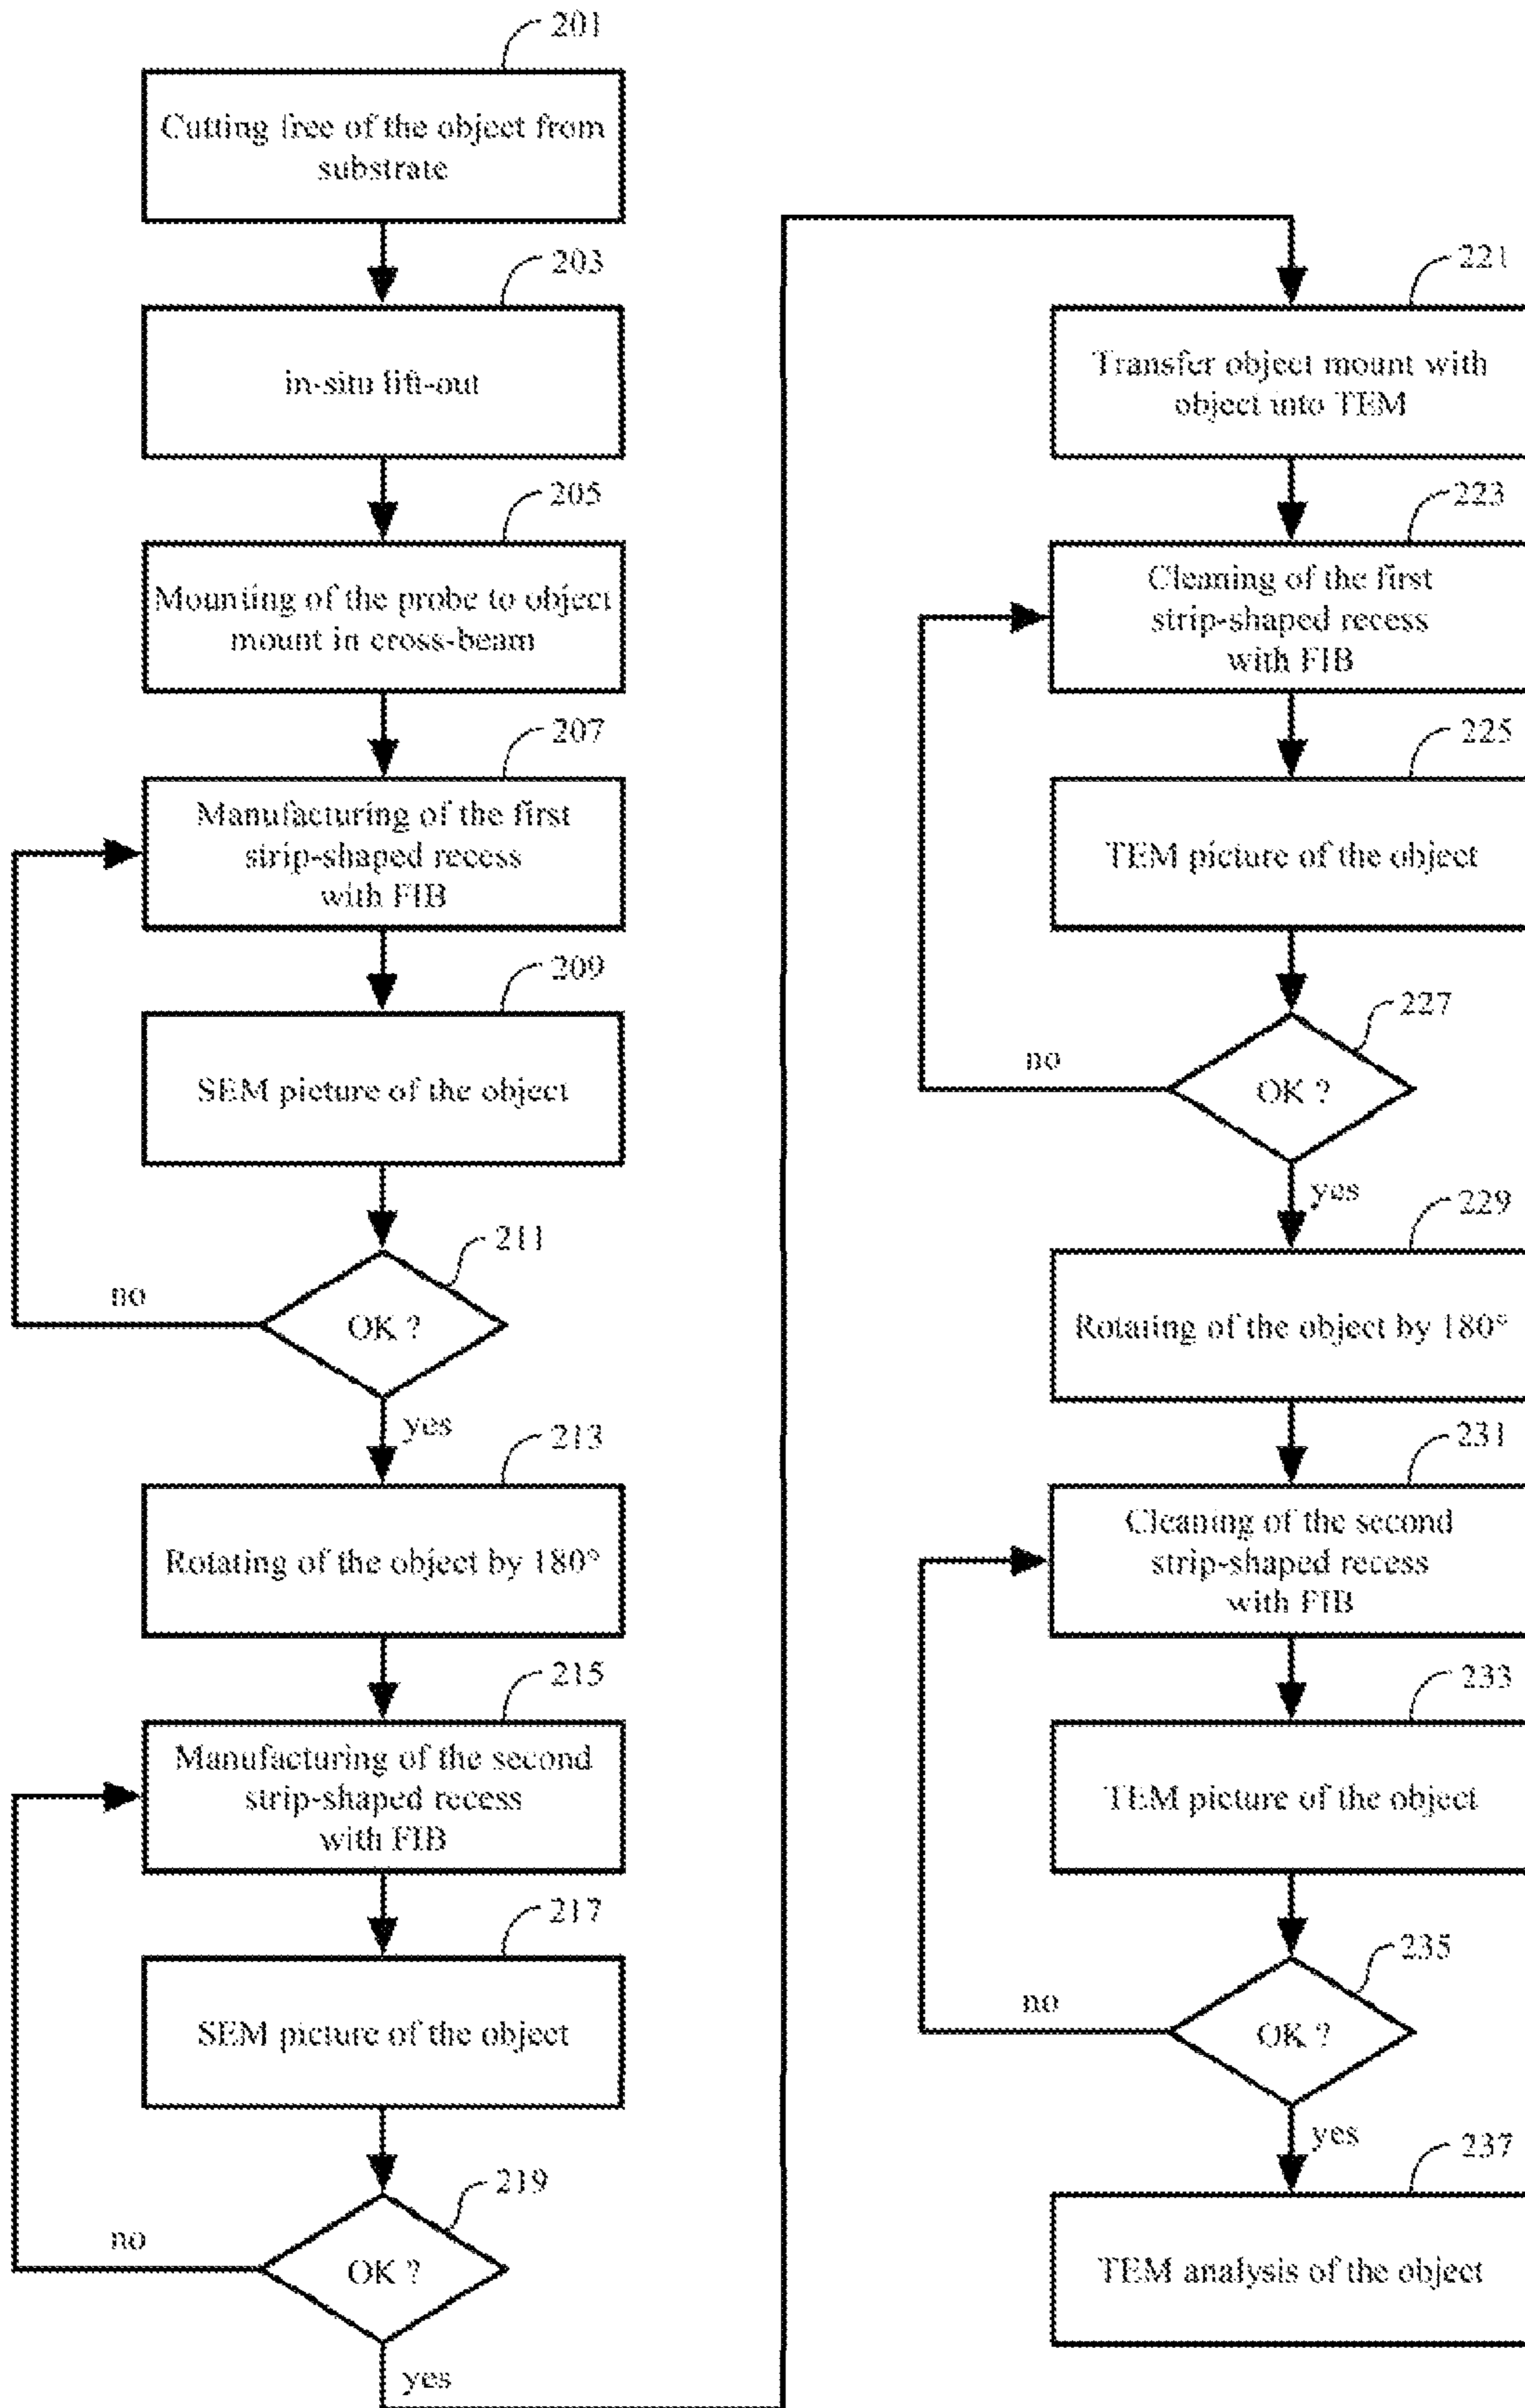 201
Cutting free of the object from
substrate
203
in-situ lift-out
205
Mounting of the probe to object
mount in cross-beam
207
Manufacturing of the first
strip-shaped recess
with FIB
209
SEM picture of the object
211
no
OK ?
yes
213
Rotating of the object by 180°
215
Manufacturing of the second
strip-shaped recess
with FIB
217
SEM picture of the object
219
no
OK ?
yes
221
Transfer object mount with
object into TEM
223
Cleaning of the first
strip-shaped recess
with FIB
225
TEM picture of the object
227
no
OK ?
yes
229
Rotating of the object by 180°
231
Cleaning of the second
strip-shaped recess
with FIB
233
TEM picture of the object
235
no
OK ?
yes
237
TEM analysis of the object